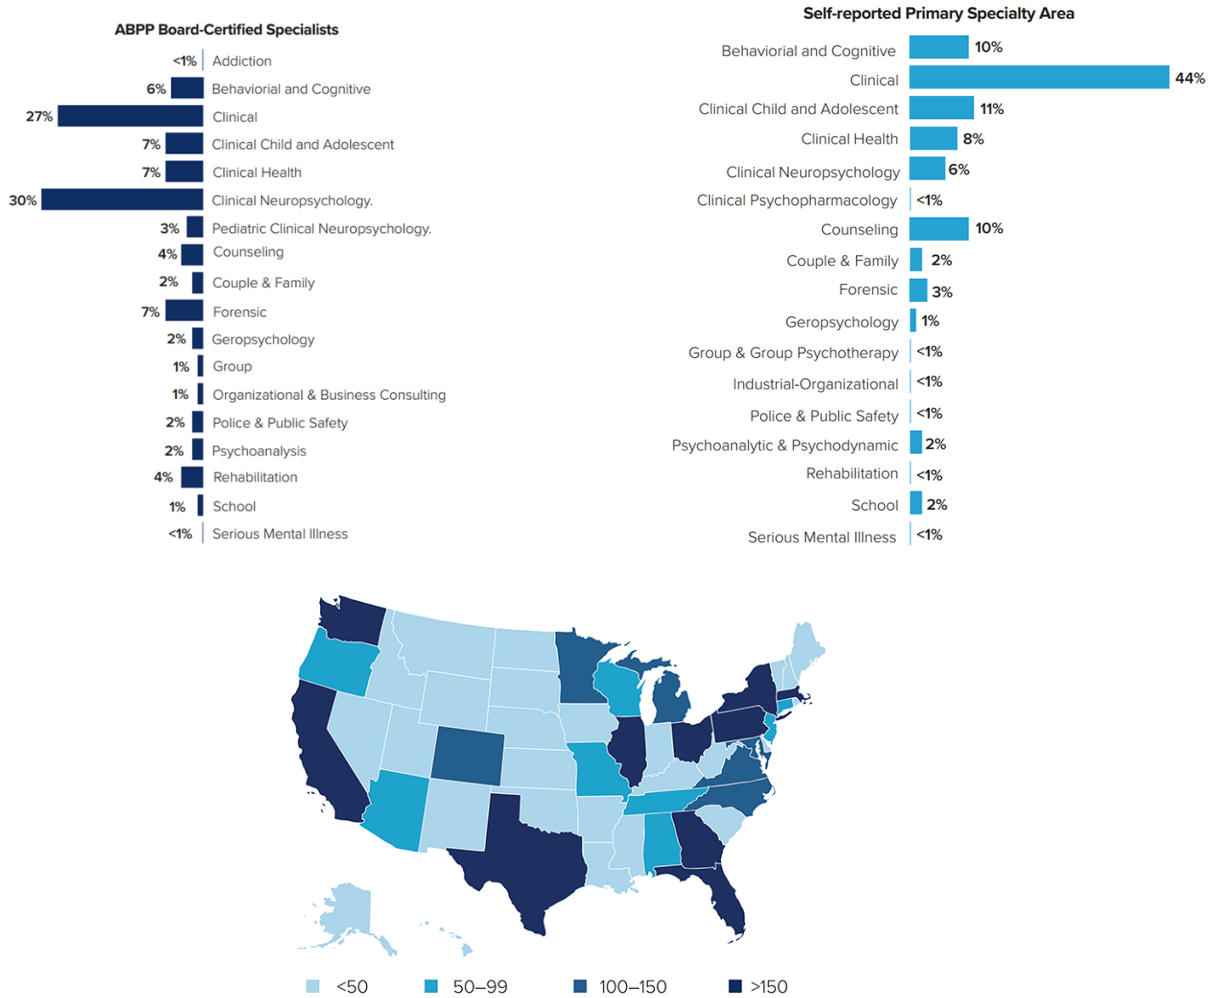 ABPP Board-Certified Specialists
<1% Addiction
6% Behaviorial and Cognitive
27% Clinical
7% Clinical Child and Adolescent
7% Clinical Health
30% Clinical Neuropsychology.
3% Pediatric Clinical Neuropsychology.
4% Counseling
2% Couple & Family
7% Forensic
2% Geropsychology
1% Group
1% Organizational & Business Consulting
2% Police & Public Safety
2% Psychoanalysis
4% Rehabilitation
1% School
<1% Serious Mental Illness
Self-reported Primary Specialty Area
Behaviorial and Cognitive 10%
Clinical 44%
Clinical Child and Adolescent 11%
Clinical Health 8%
Clinical Neuropsychology 6%
Clinical Psychopharmacology <1%
Counseling 10%
Couple & Family 2%
Forensic 3%
Geropsychology 1%
Group & Group Psychotherapy <1%
Industrial-Organizational <1%
Police & Public Safety <1%
Psychoanalytic & Psychodynamic 2%
Rehabilitation <1%
School 2%
Serious Mental Illness <1%
<50 50–99 100–150 >150